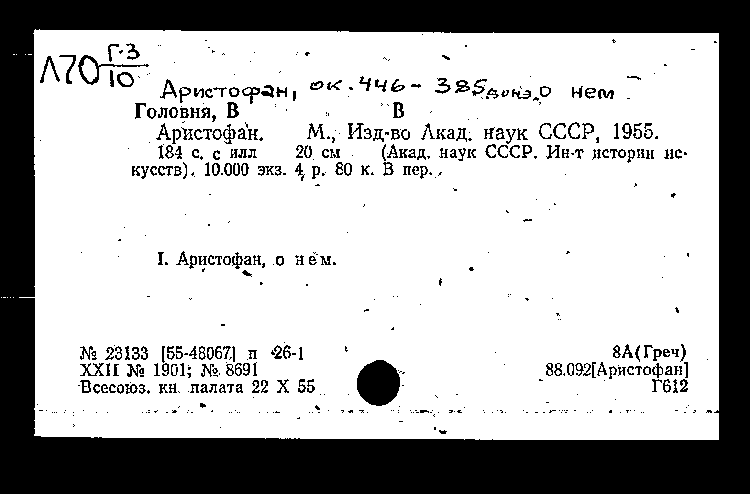 Л70 Г-3
10
Аристофан, ок. 446 - 385 до н э. о нем
Головня, В В
Аристофан. М., Изд-во Акад. наук СССР, 1955.
184 с. с илл 20 см (Акад. наук СССР. Ин-т истории ис-
кусств). 10.000 экз. 4 р. 80 к. В пер.
I. Аристофан, о нем.
№ 23133 [55-48067] п 26-1
XXII № 1901; № 8691
Всесоюз. кн. палата 22 X 55
8А(Греч)
88.092[Аристофан]
Г612